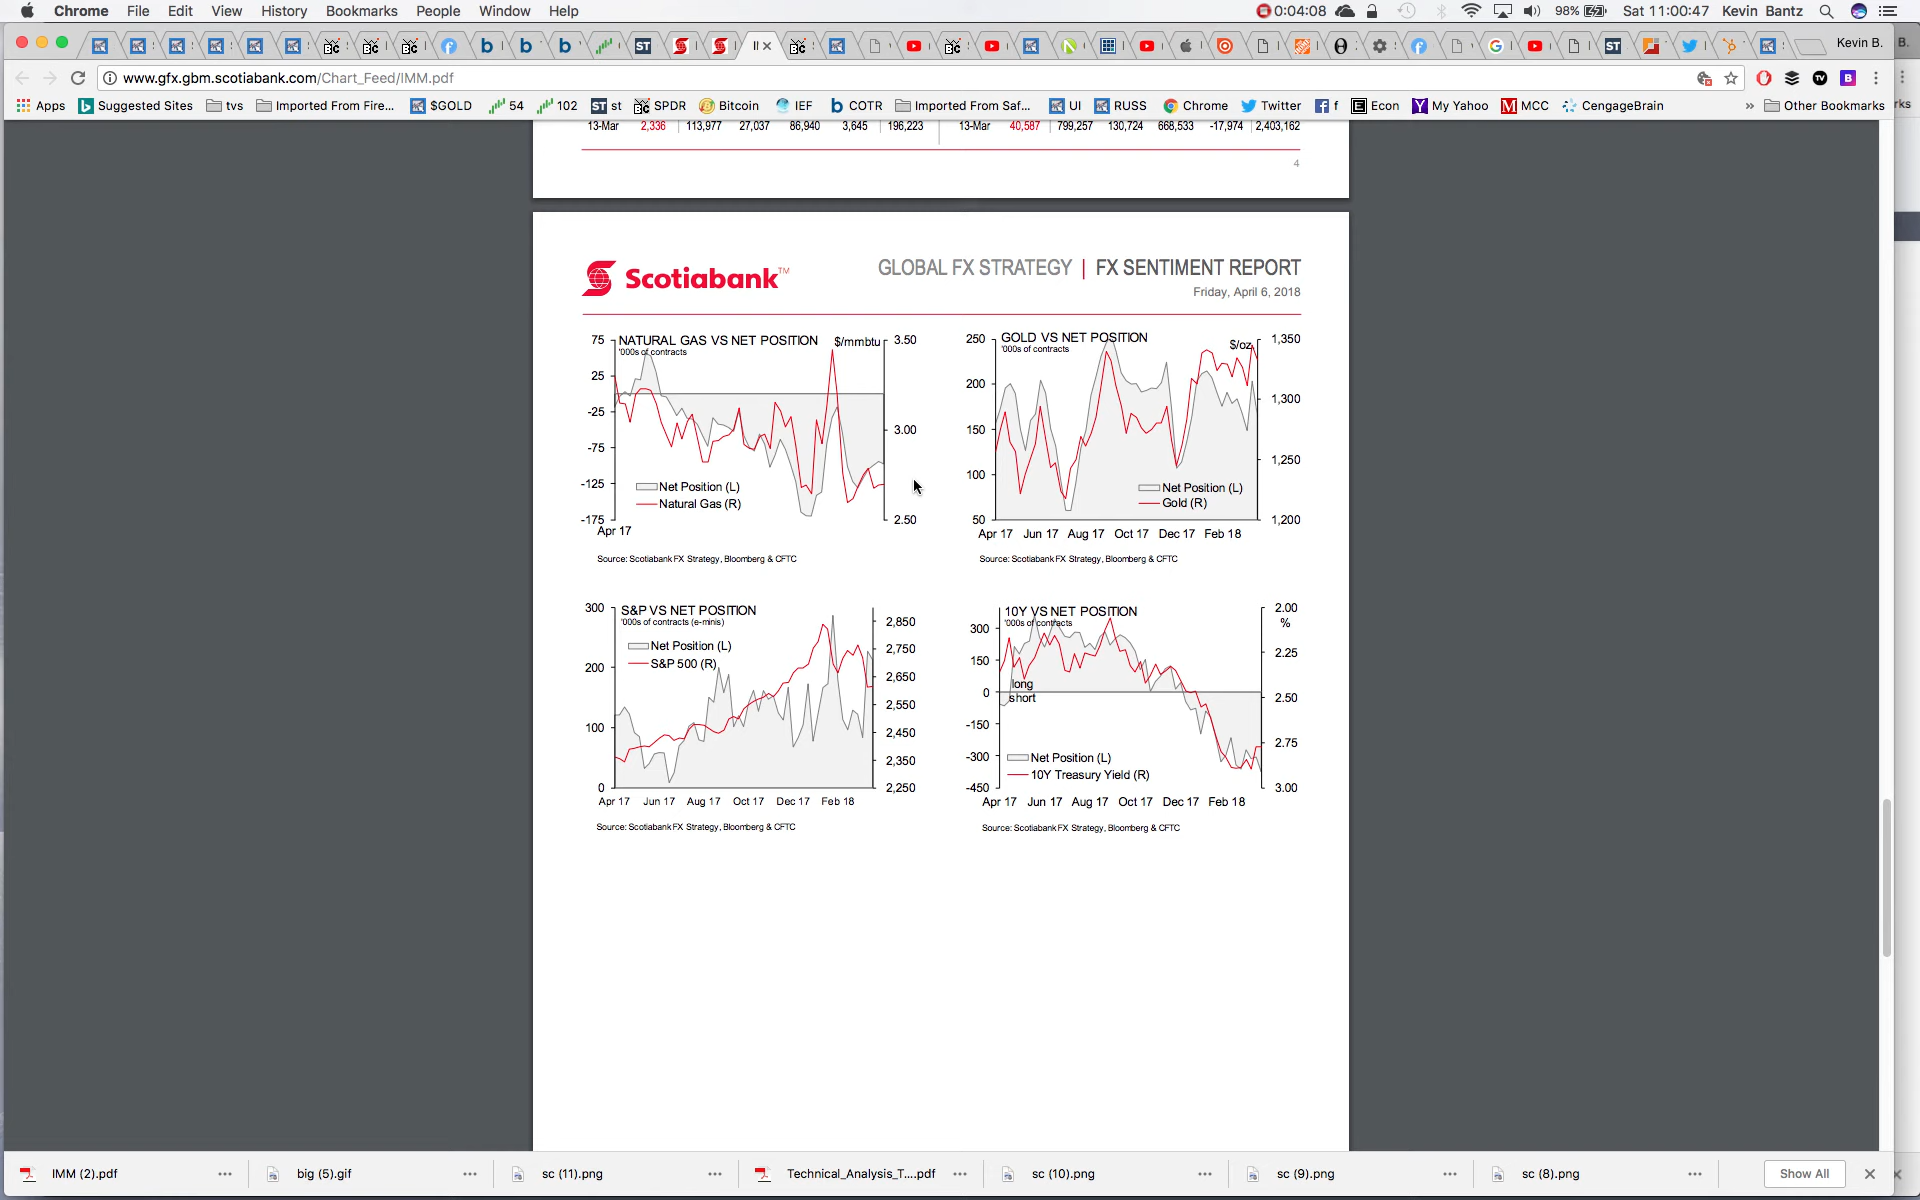 Chrome File Edit View History Bookmarks People Window Help 0:04:08 98% Sat 11:00:47 Kevin Bantz
Kevin B.
www.gfx.gbm.scotiabank.com/Chart_Feed/IMM.pdf
Apps Suggested Sites tvs Imported From Fire... $GOLD 54 102 st SPDR Bitcoin IEF COTR Imported From Saf... UI RUSS Chrome Twitter f Econ My Yahoo MCC CengageBrain » Other Bookmarks
13-Mar 2,336 113,977 27,037 86,940 3,645 196,223 13-Mar 40,587 799,257 130,724 668,533 -17,974 2,403,162
4
Scotiabank™
GLOBAL FX STRATEGY | FX SENTIMENT REPORT
Friday, April 6, 2018
NATURAL GAS VS NET POSITION
'000s of contracts
$/mmbtu
75
25
-25
-75
-125
-175
3.50
3.00
2.50
Net Position (L)
Natural Gas (R)
Apr 17
Source: Scotiabank FX Strategy, Bloomberg & CFTC
GOLD VS NET POSITION
'000s of contracts
$/oz
250
200
150
100
50
1,350
1,300
1,250
1,200
Net Position (L)
Gold (R)
Apr 17 Jun 17 Aug 17 Oct 17 Dec 17 Feb 18
Source: Scotiabank FX Strategy, Bloomberg & CFTC
S&P VS NET POSITION
'000s of contracts (e-minis)
Net Position (L)
S&P 500 (R)
300
200
100
0
2,850
2,750
2,650
2,550
2,450
2,350
2,250
Apr 17 Jun 17 Aug 17 Oct 17 Dec 17 Feb 18
Source: Scotiabank FX Strategy, Bloomberg & CFTC
10Y VS NET POSITION
'000s of contracts
300
150
0
-150
-300
-450
2.00
%
2.25
2.50
2.75
3.00
long
short
Net Position (L)
10Y Treasury Yield (R)
Apr 17 Jun 17 Aug 17 Oct 17 Dec 17 Feb 18
Source: Scotiabank FX Strategy, Bloomberg & CFTC
IMM (2).pdf big (5).gif sc (11).png Technical_Analysis_T....pdf sc (10).png sc (9).png sc (8).png Show All